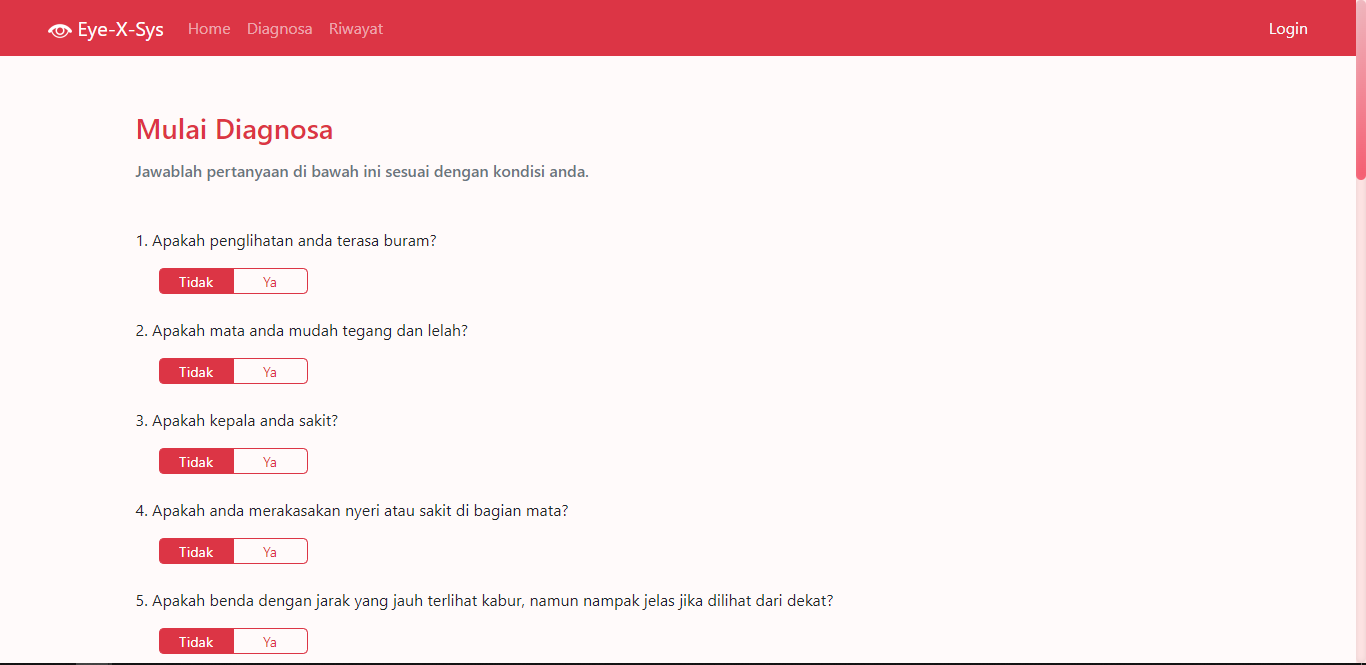 Eye-X-Sys Home Diagnosa Riwayat Login
Mulai Diagnosa
Jawablah pertanyaan di bawah ini sesuai dengan kondisi anda.
1. Apakah penglihatan anda terasa buram?
Tidak Ya
2. Apakah mata anda mudah tegang dan lelah?
Tidak Ya
3. Apakah kepala anda sakit?
Tidak Ya
4. Apakah anda merakasakan nyeri atau sakit di bagian mata?
Tidak Ya
5. Apakah benda dengan jarak yang jauh terlihat kabur, namun nampak jelas jika dilihat dari dekat?
Tidak Ya